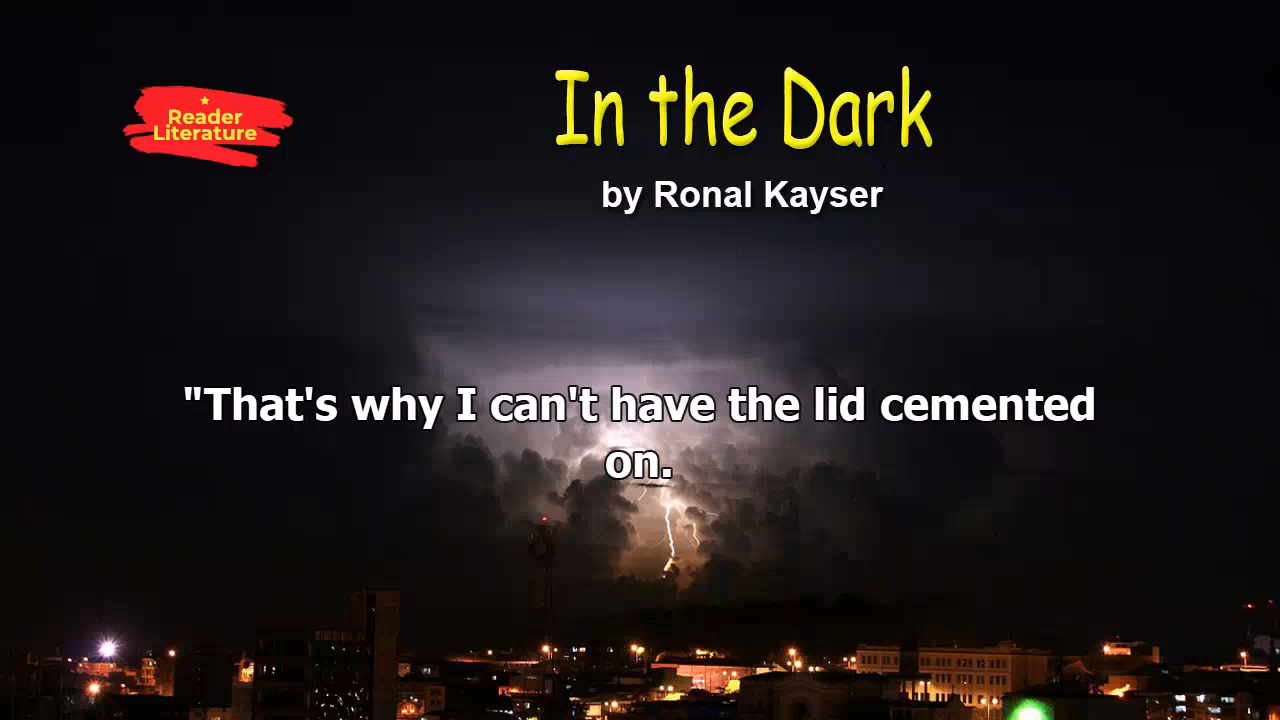 In the Dark
Reader
Literature
by Ronal Kayser
"That's why I can't have the lid cemented
on.